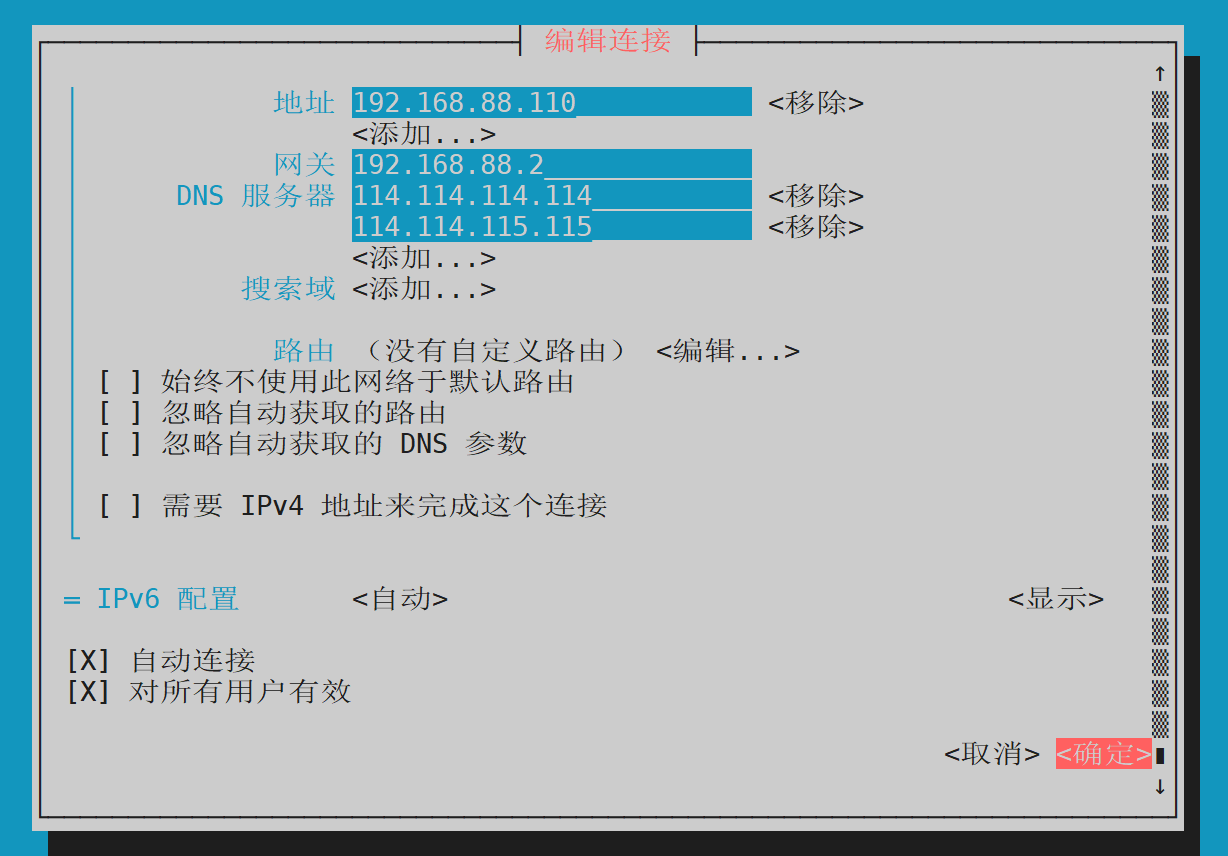 编辑连接
地址 192.168.88.110 <移除>
<添加...>
网关 192.168.88.2
DNS 服务器 114.114.114.114 <移除>
114.114.115.115 <移除>
<添加...>
搜索域 <添加...>
路由 （没有自定义路由） <编辑...>
[ ] 始终不使用此网络于默认路由
[ ] 忽略自动获取的路由
[ ] 忽略自动获取的 DNS 参数
[ ] 需要 IPv4 地址来完成这个连接
= IPv6 配置 <自动> <显示>
[X] 自动连接
[X] 对所有用户有效
<取消> <确定>